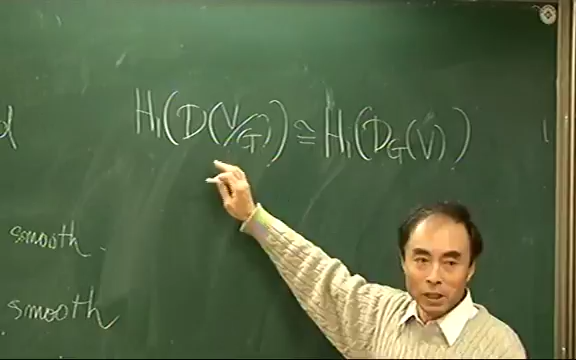 d
H₁(D(V/G)) ≅ H₁(D_G(V))
smooth.
smooth